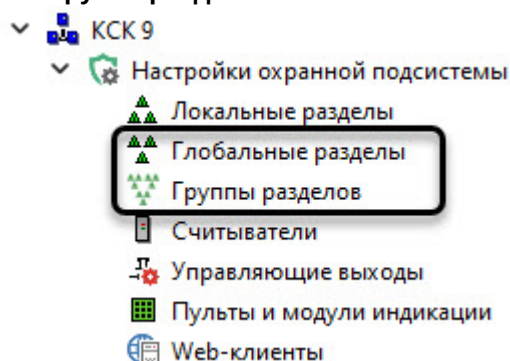 КСК 9
Настройки охранной подсистемы
Локальные разделы
Глобальные разделы
Группы разделов
Считыватели
Управляющие выходы
Пульты и модули индикации
Web-клиенты